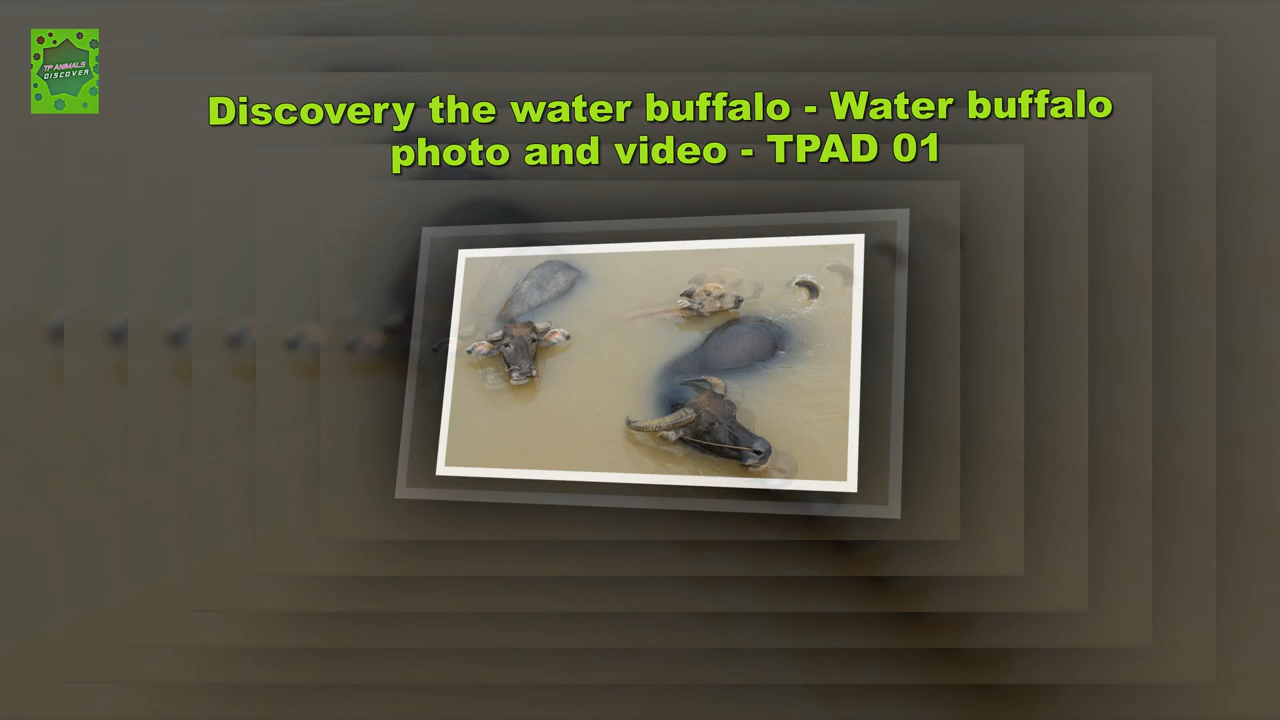 TP ANIMALS
DISCOVER
Discovery the water buffalo - Water buffalo
photo and video - TPAD 01